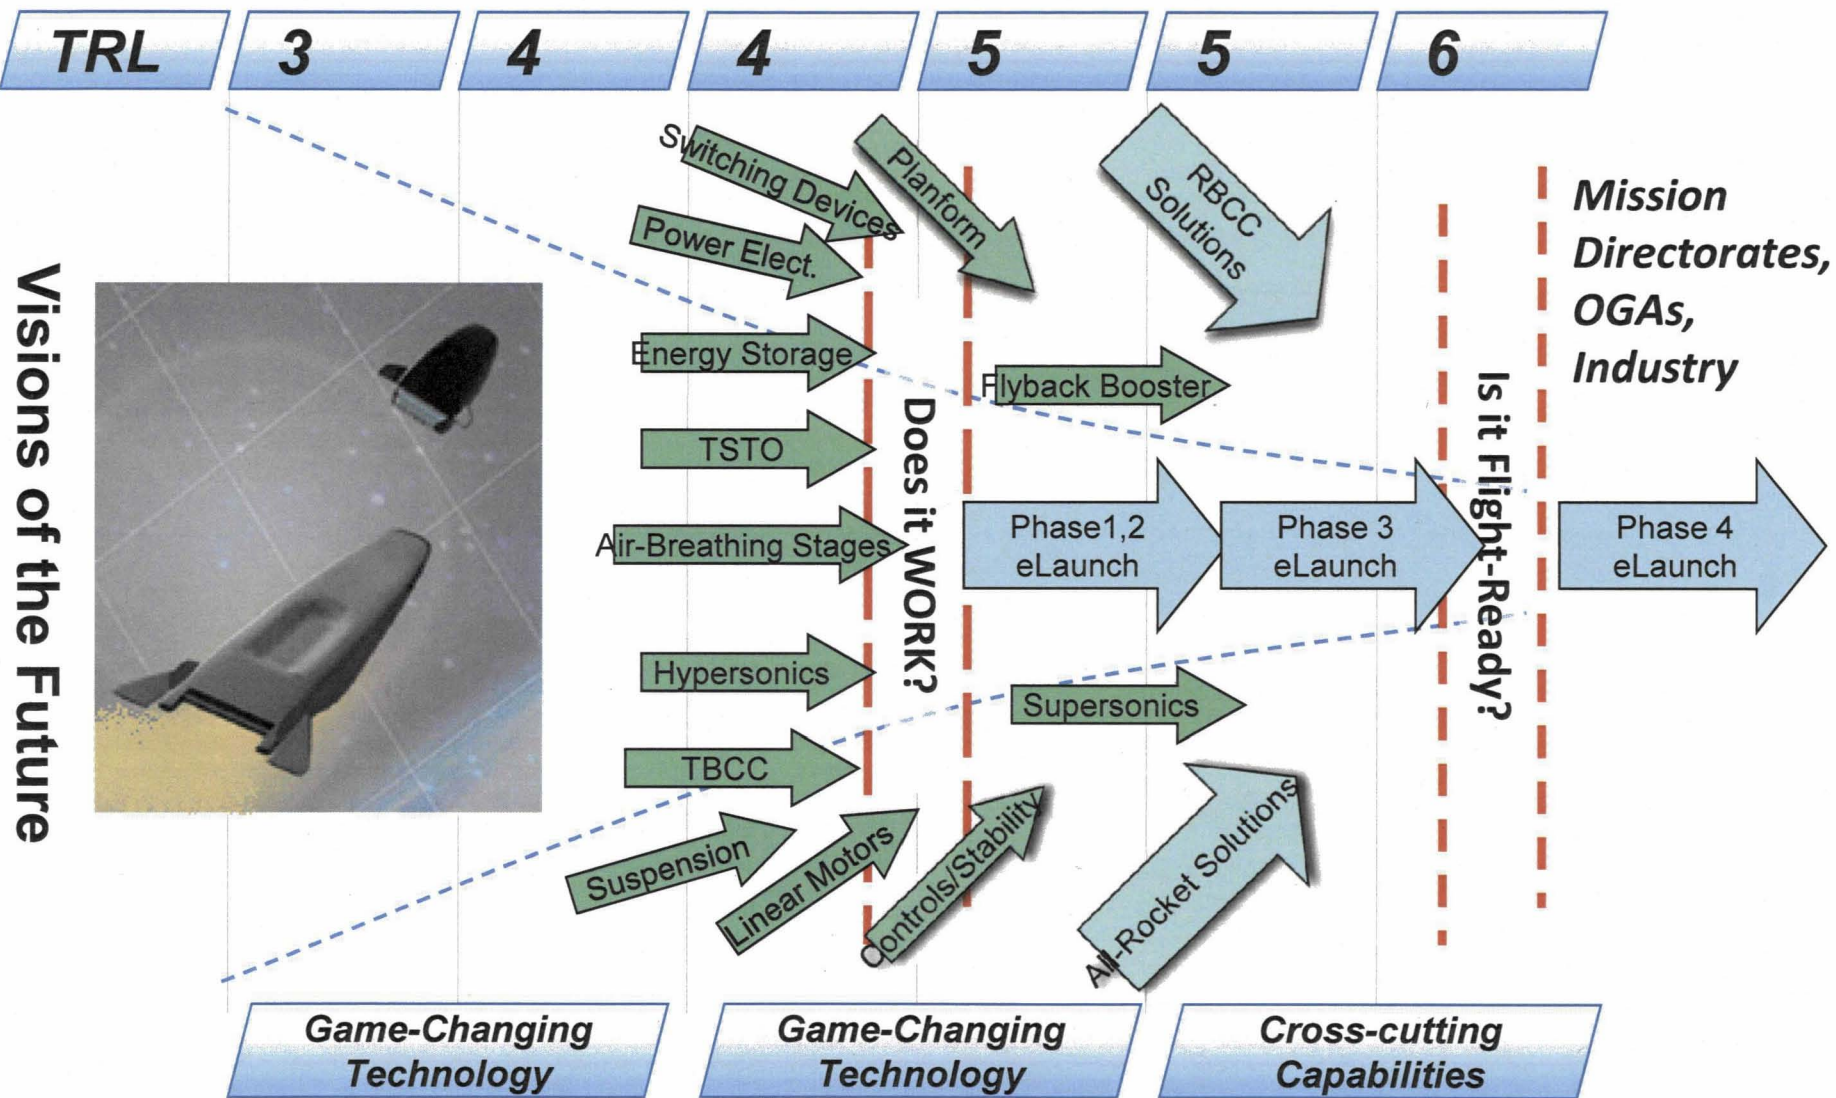 TRL
3
4
4
5
5
6
Visions of the Future
Switching Devices
Power Elect.
Energy Storage
TSTO
Air-Breathing Stages
Hypersonics
TBCC
Suspension
Linear Motors
Controls/Stability
Planform
Does it WORK?
RBCC
Solutions
Flyback Booster
Phase1,2
eLaunch
Phase 3
eLaunch
Supersonics
All-Rocket Solutions
Is it Flight-Ready?
Mission
Directorates,
OGAs,
Industry
Phase 4
eLaunch
Game-Changing
Technology
Game-Changing
Technology
Cross-cutting
Capabilities